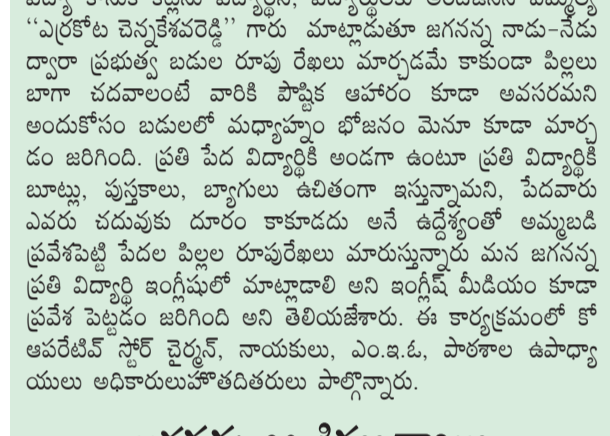 "ఎర్రకోట చెన్నకేశవరెడ్డి" గారు మాట్లాడుతూ జగనన్న నాడు-నేడు
ద్వారా ప్రభుత్వ బడుల రూపు రేఖలు మార్చడమే కాకుండా పిల్లలు
బాగా చదవాలంటే వారికి పౌష్టిక ఆహారం కూడా అవసరమని
అందుకోసం బడులలో మధ్యాహ్నం భోజనం మెనూ కూడా మార్చ
డం జరిగింది. ప్రతి పేద విద్యార్థికి అండగా ఉంటూ ప్రతి విద్యార్థికి
బూట్లు, పుస్తకాలు, బ్యాగులు ఉచితంగా ఇస్తున్నామని, పేదవారు
ఎవరు చదువుకు దూరం కాకూడదు అనే ఉద్దేశ్యంతో అమ్మబడి
ప్రవేశపెట్టి పేదల పిల్లల రూపురేఖలు మారుస్తున్నారు మన జగనన్న
ప్రతి విద్యార్థి ఇంగ్లీషులో మాట్లాడాలి అని ఇంగ్లీష్ మీడియం కూడా
ప్రవేశ పెట్టడం జరిగింది అని తెలియజేశారు. ఈ కార్యక్రమంలో కో
ఆపరేటివ్ స్టోర్ చైర్మన్, నాయకులు, ఎం.ఇ.ఓ, పాఠశాల ఉపాధ్యా
యులు అధికారులుహొతదితరులు పాల్గొన్నారు.